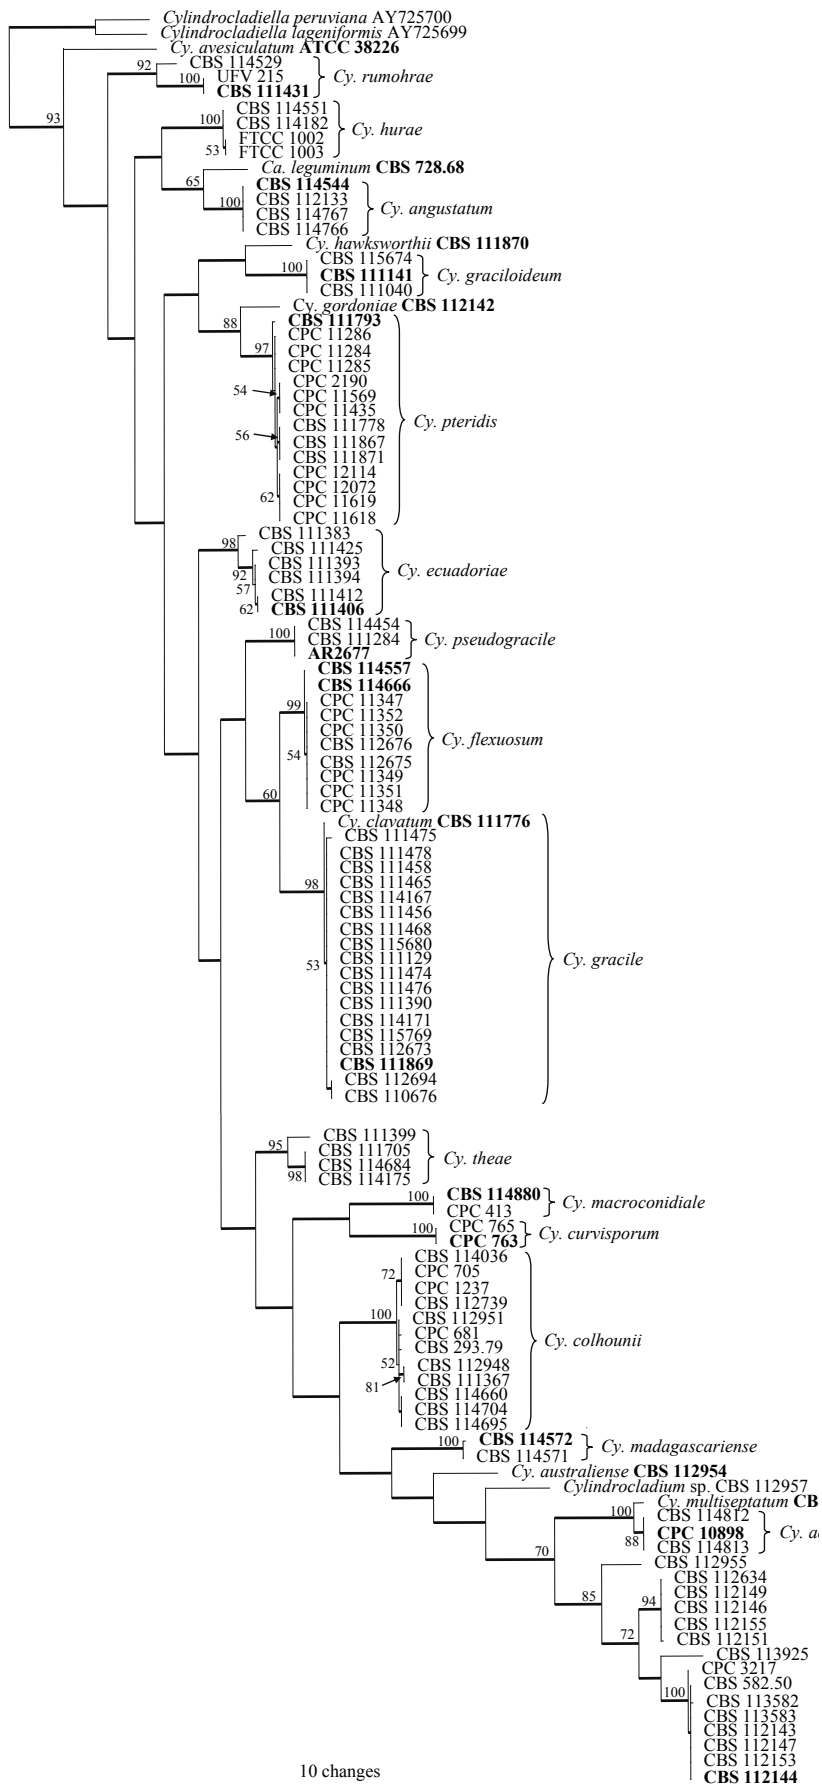 Cylindrocladiella peruviana AY725700
Cylindrocladiella lageniformis AY725699
Cy. avesiculatum ATCC 38226
93
CBS 114529
92
UFV 215
Cy. rumohrae
100
CBS 111431
CBS 114551
100
CBS 114182
Cy. hurae
FTCC 1002
53
FTCC 1003
Ca. leguminum CBS 728.68
65
CBS 114544
CBS 112133
100
Cy. angustatum
CBS 114767
CBS 114766
Cy. hawksworthii CBS 111870
CBS 115674
100
CBS 111141
Cy. graciloideum
CBS 111040
Cy. gordoniae CBS 112142
88
CBS 111793
CPC 11286
97
CPC 11284
CPC 11285
CPC 2190
54
CPC 11569
CPC 11435
Cy. pteridis
CBS 111778
56
CBS 111867
CBS 111871
CPC 12114
CPC 12072
62
CPC 11619
CPC 11618
CBS 111383
98
CBS 111425
CBS 111393
Cy. ecuadoriae
92
CBS 111394
57
CBS 111412
62
CBS 111406
CBS 114454
100
CBS 111284
Cy. pseudogracile
AR2677
CBS 114557
CBS 114666
CPC 11347
99
CPC 11352
CPC 11350
Cy. flexuosum
CBS 112676
54
CBS 112675
CPC 11349
CPC 11351
60
CPC 11348
Cy. clavatum CBS 111776
CBS 111475
CBS 111478
CBS 111458
98
CBS 111465
CBS 114167
CBS 111456
CBS 111468
CBS 115680
CBS 111129
Cy. gracile
53
CBS 111474
CBS 111476
CBS 111390
CBS 114171
CBS 115769
CBS 112673
CBS 111869
CBS 112694
CBS 110676
CBS 111399
95
CBS 111705
Cy. theae
CBS 114684
98
CBS 114175
100
CBS 114880
Cy. macroconidiale
CPC 413
CPC 765
100
Cy. curvisporum
CPC 763
CBS 114036
72
CPC 705
CPC 1237
CBS 112739
100
CBS 112951
CPC 681
Cy. colhounii
CBS 293.79
52
CBS 112948
81
CBS 111367
CBS 114660
CBS 114704
CBS 114695
100
CBS 114572
Cy. madagascariense
CBS 114571
Cy. australiense CBS 112954
Cylindrocladium sp. CBS 112957
Cy. multiseptatum CB
100
CBS 114812
CPC 10898
Cy. a
88
CBS 114813
70
CBS 112955
CBS 112634
85
CBS 112149
94
CBS 112146
CBS 112155
72
CBS 112151
CBS 113925
CPC 3217
CBS 582.50
100
CBS 113582
CBS 113583
CBS 112143
CBS 112147
CBS 112153
10 changes
CBS 112144